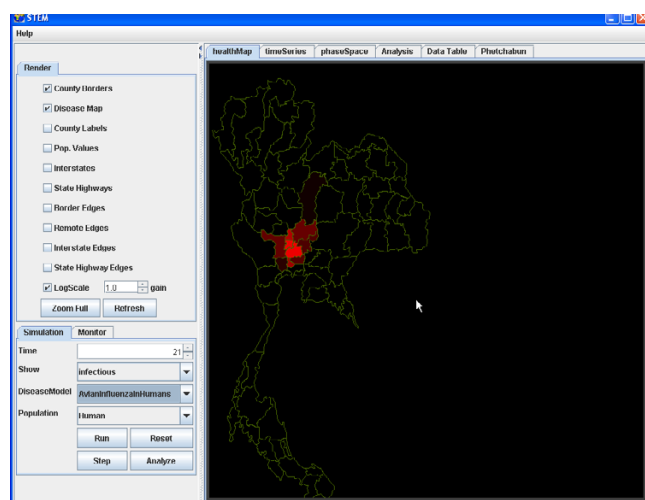 STEM
Help
Render
County Borders
Disease Map
County Labels
Pop. Values
Interstates
State Highways
Border Edges
Remote Edges
Interstate Edges
State Highway Edges
LogScale 1.0 gain
Zoom Full Refresh
Simulation Monitor
Time 21
Show infectious
DiseaseModel AvianInfluenzaInHumans
Population Human
Run Reset
Step Analyze
healthMap timeSeries phaseSpace Analysis Data Table Phetchabun